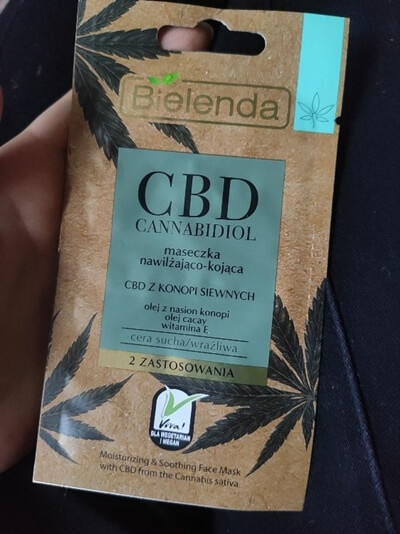 Bielenda
CBD
CANNABIDIOL
maseczka
nawilżająco-kojąca
CBD Z KONOPI SIEWNYCH
olej z nasion konopi
olej cacay
witamina E
cera sucha/wrażliwa
2 ZASTOSOWANIA
Viva!
DLA WEGETARIAN
I WEGAN
Moisturizing & Soothing Face Mask
with CBD from the Cannabis sativa